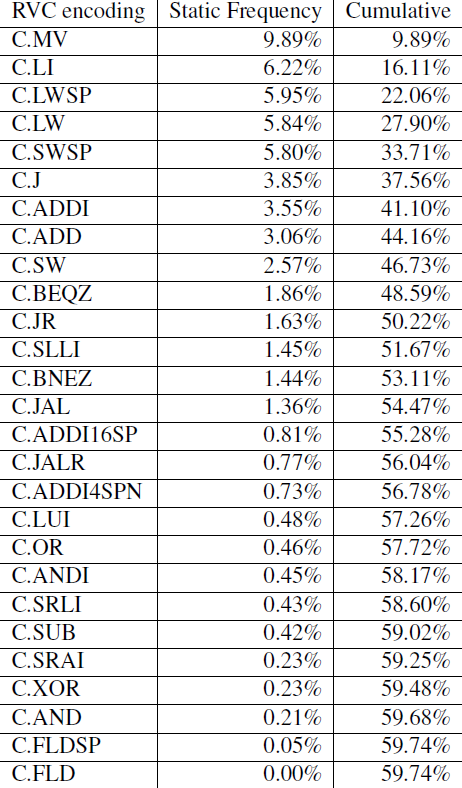 RVC encoding Static Frequency Cumulative
C.MV 9.89% 9.89%
C.LI 6.22% 16.11%
C.LWSP 5.95% 22.06%
C.LW 5.84% 27.90%
C.SWSP 5.80% 33.71%
C.J 3.85% 37.56%
C.ADDI 3.55% 41.10%
C.ADD 3.06% 44.16%
C.SW 2.57% 46.73%
C.BEQZ 1.86% 48.59%
C.JR 1.63% 50.22%
C.SLLI 1.45% 51.67%
C.BNEZ 1.44% 53.11%
C.JAL 1.36% 54.47%
C.ADDI16SP 0.81% 55.28%
C.JALR 0.77% 56.04%
C.ADDI4SPN 0.73% 56.78%
C.LUI 0.48% 57.26%
C.OR 0.46% 57.72%
C.ANDI 0.45% 58.17%
C.SRLI 0.43% 58.60%
C.SUB 0.42% 59.02%
C.SRAI 0.23% 59.25%
C.XOR 0.23% 59.48%
C.AND 0.21% 59.68%
C.FLDSP 0.05% 59.74%
C.FLD 0.00% 59.74%